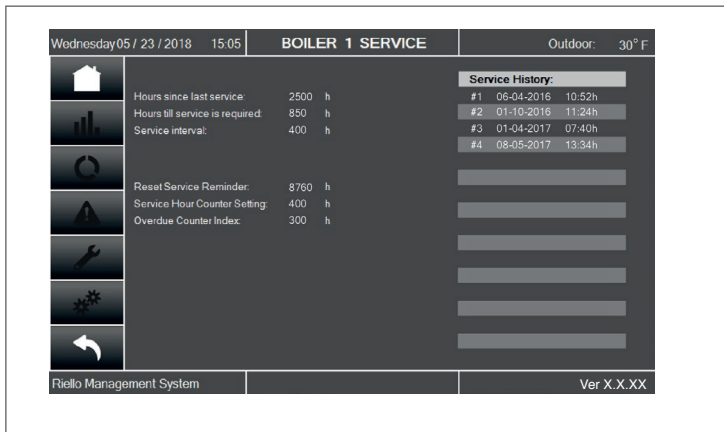 Wednesday 05 / 23 / 2018 15:05 BOILER 1 SERVICE Outdoor: 30° F
Hours since last service: 2500 h
Hours till service is required: 850 h
Service interval: 400 h
Reset Service Reminder: 8760 h
Service Hour Counter Setting: 400 h
Overdue Counter Index: 300 h
Service History:
#1 06-04-2016 10:52h
#2 01-10-2016 11:24h
#3 01-04-2017 07:40h
#4 08-05-2017 13:34h
Riello Management System Ver X.X.XX